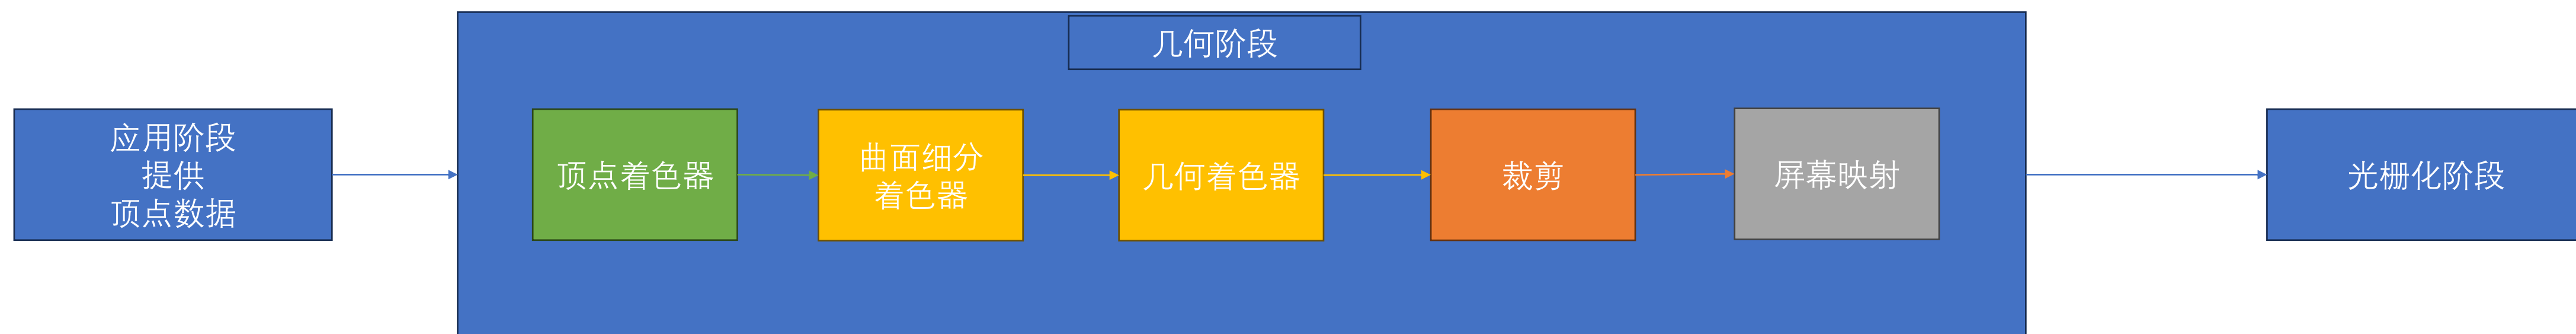 几何阶段
应用阶段
提供
顶点数据
顶点着色器
曲面细分
着色器
几何着色器
裁剪
屏幕映射
光栅化阶段